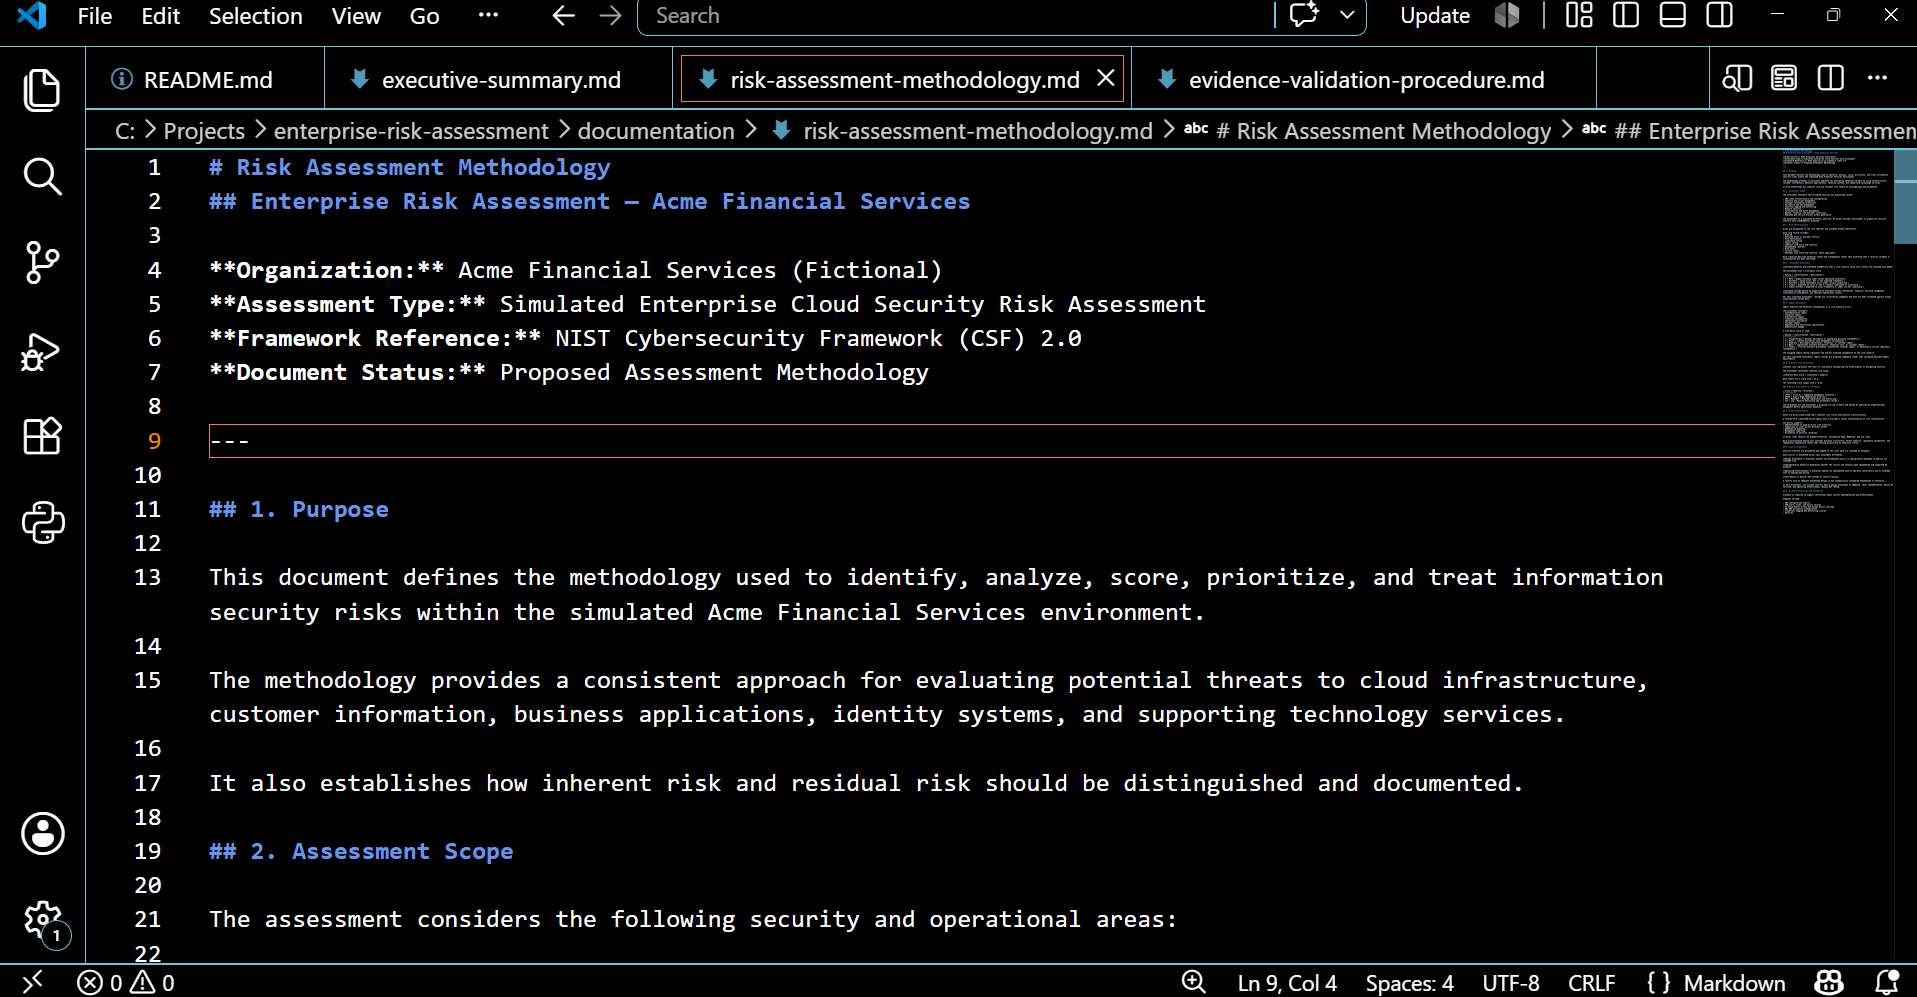 File Edit Selection View Go ··· Search Update
README.md executive-summary.md risk-assessment-methodology.md evidence-validation-procedure.md
C: > Projects > enterprise-risk-assessment > documentation > risk-assessment-methodology.md > abc # Risk Assessment Methodology > abc ## Enterprise Risk Assessmen
1 # Risk Assessment Methodology
2 ## Enterprise Risk Assessment — Acme Financial Services
3
4 **Organization:** Acme Financial Services (Fictional)
5 **Assessment Type:** Simulated Enterprise Cloud Security Risk Assessment
6 **Framework Reference:** NIST Cybersecurity Framework (CSF) 2.0
7 **Document Status:** Proposed Assessment Methodology
8
9 ---
10
11 ## 1. Purpose
12
13 This document defines the methodology used to identify, analyze, score, prioritize, and treat information
security risks within the simulated Acme Financial Services environment.
14
15 The methodology provides a consistent approach for evaluating potential threats to cloud infrastructure,
customer information, business applications, identity systems, and supporting technology services.
16
17 It also establishes how inherent risk and residual risk should be distinguished and documented.
18
19 ## 2. Assessment Scope
20
21 The assessment considers the following security and operational areas:
22
1
0 0 Ln 9, Col 4 Spaces: 4 UTF-8 CRLF {} Markdown